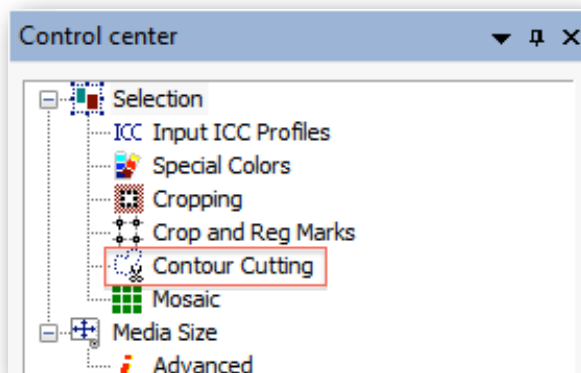 Control center
Selection
ICC Input ICC Profiles
Special Colors
Cropping
Crop and Reg Marks
Contour Cutting
Mosaic
Media Size
Advanced